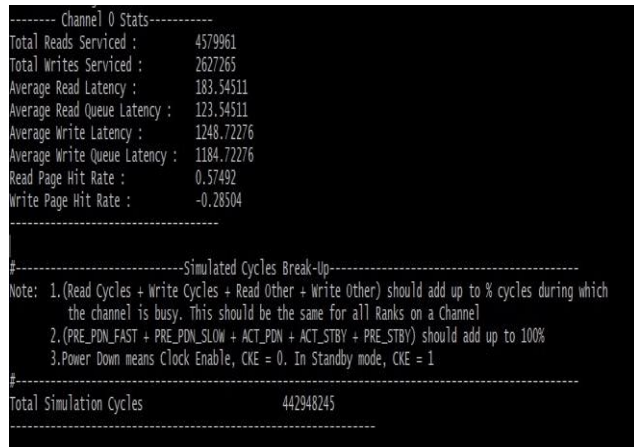 -------- Channel 0 Stats-----------
Total Reads Serviced : 4579961
Total Writes Serviced : 2627265
Average Read Latency : 183.54511
Average Read Queue Latency : 123.54511
Average Write Latency : 1248.72276
Average Write Queue Latency : 1184.72276
Read Page Hit Rate : 0.57492
Write Page Hit Rate : -0.28504
------------------------------------
#-----------------------------Simulated Cycles Break-Up-------------------------------------------
Note: 1.(Read Cycles + Write Cycles + Read Other + Write Other) should add up to % cycles during which
the channel is busy. This should be the same for all Ranks on a Channel
2.(PRE_PDN_FAST + PRE_PDN_SLOW + ACT_PDN + ACT_STBY + PRE_STBY) should add up to 100%
3.Power Down means Clock Enable, CKE = 0. In Standby mode, CKE = 1
#-------------------------------------------------------------------------------------------------
Total Simulation Cycles 442948245
---------------------------------------------------------------